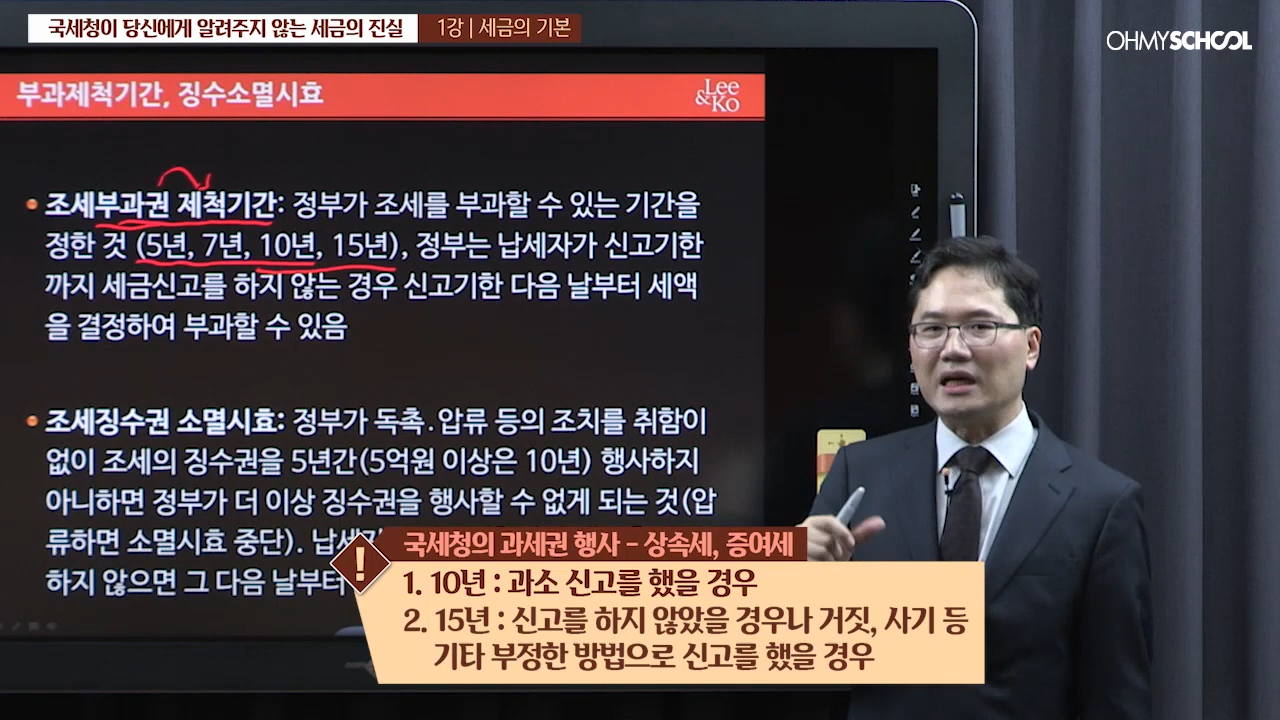 국세청이 당신에게 알려주지 않는 세금의 진실
1강 | 세금의 기본
OHMYSCHOOL
부과제척기간, 징수소멸시효
Lee
&Ko
조세부과권 제척기간: 정부가 조세를 부과할 수 있는 기간을
정한 것 (5년, 7년, 10년, 15년), 정부는 납세자가 신고기한
까지 세금신고를 하지 않는 경우 신고기한 다음 날부터 세액
을 결정하여 부과할 수 있음
조세징수권 소멸시효: 정부가 독촉·압류 등의 조치를 취함이
없이 조세의 징수권을 5년간(5억원 이상은 10년) 행사하지
아니하면 정부가 더 이상 징수권을 행사할 수 없게 되는 것(압
류하면 소멸시효 중단).
하지 않으면 그 다음 날부터
국세청의 과세권 행사 - 상속세, 증여세
1. 10년 : 과소 신고를 했을 경우
2. 15년 : 신고를 하지 않았을 경우나 거짓, 사기 등
기타 부정한 방법으로 신고를 했을 경우